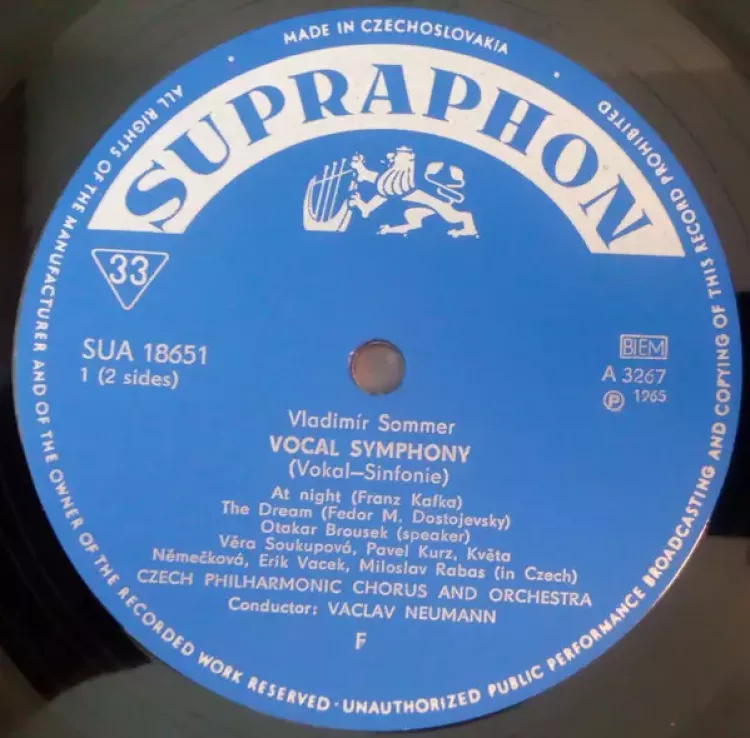 MADE IN CZECHOSLOVAKIA
ALL RIGHTS OF THE MANUFACTURER AND OF THE OWNER OF THE RECORDED WORK RESERVED · UNAUTHORIZED PUBLIC PERFORMANCE BROADCASTING AND COPYING OF THIS RECORD PROHIBITED
SUPRAPHON
33
SUA 18651
1 (2 sides)
BIEM
A 3267
Ⓟ 1965
Vladimír Sommer
VOCAL SYMPHONY
(Vokal–Sinfonie)
At night (Franz Kafka)
The Dream (Fedor M. Dostojevsky)
Otakar Brousek (speaker)
Věra Soukupová, Pavel Kurz, Květa
Němečková, Erik Vacek, Miloslav Rabas (in Czech)
CZECH PHILHARMONIC CHORUS AND ORCHESTRA
Conductor: VACLAV NEUMANN
F